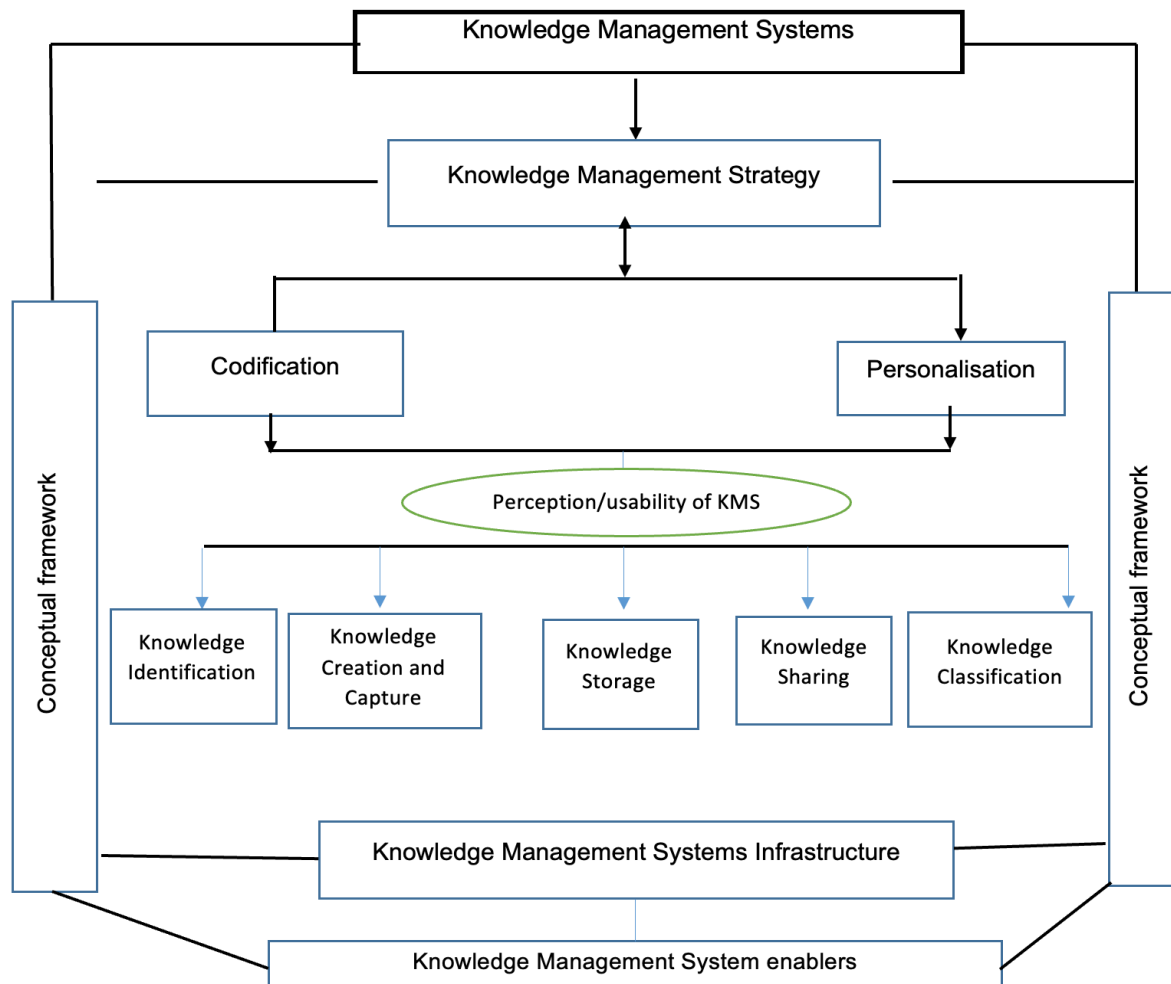 Knowledge Management Systems
Knowledge Management Strategy
Codification
Personalisation
Conceptual framework
Conceptual framework
Perception/usability of KMS
Knowledge
Identification
Knowledge
Creation and
Capture
Knowledge
Storage
Knowledge
Sharing
Knowledge
Classification
Knowledge Management Systems Infrastructure
Knowledge Management System enablers